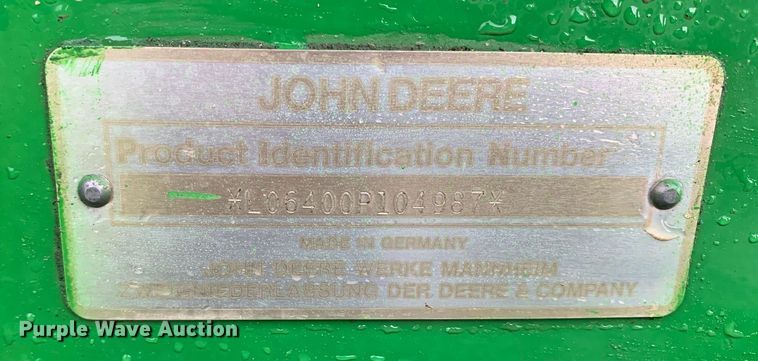 JOHN DEERE
Product Identification Number
*L06400P104987*
MADE IN GERMANY
JOHN DEERE WERKE MANNHEIM
ZWEIGNIEDERLASSUNG DER DEERE & COMPANY
Purple Wave Auction